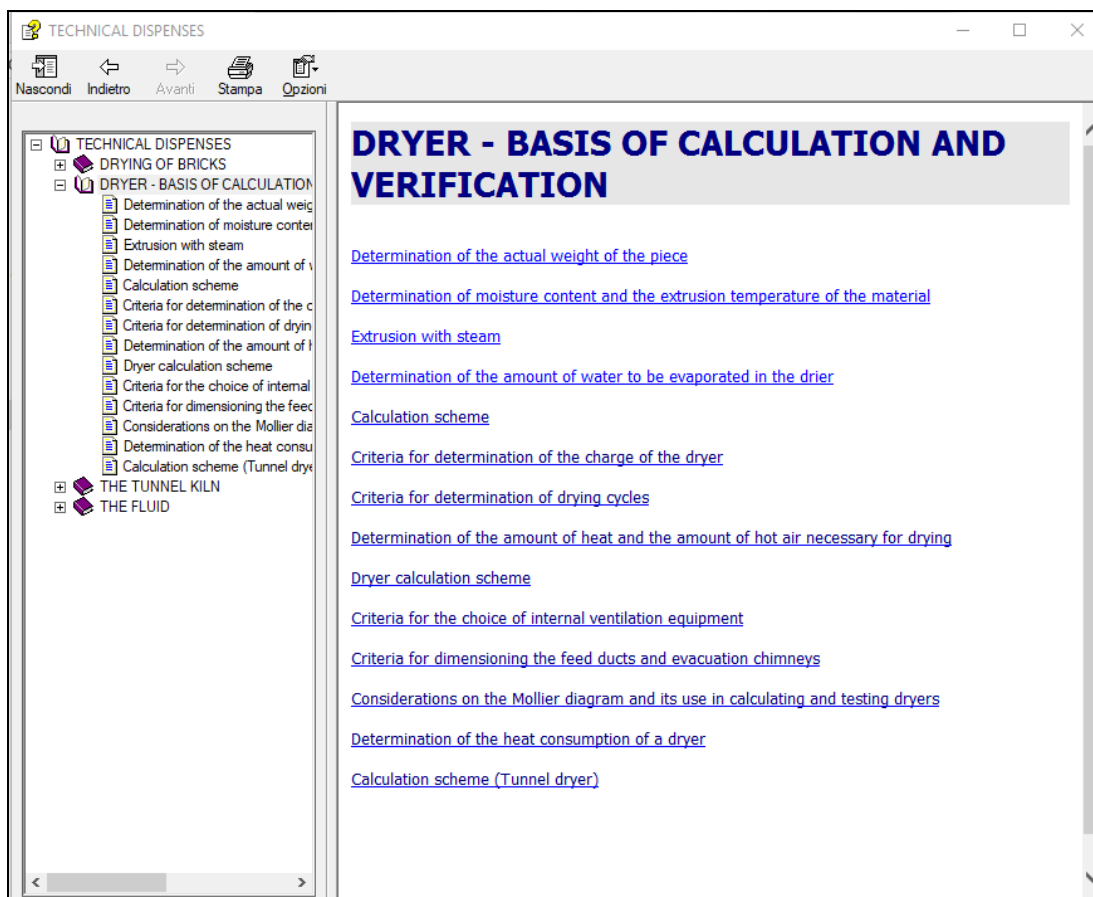 TECHNICAL DISPENSES
Nascondi Indietro Avanti Stampa Opzioni
TECHNICAL DISPENSES
DRYING OF BRICKS
DRYER - BASIS OF CALCULATION
Determination of the actual weig
Determination of moisture conter
Extrusion with steam
Determination of the amount of v
Calculation scheme
Criteria for determination of the c
Criteria for determination of dryin
Determination of the amount of h
Dryer calculation scheme
Criteria for the choice of internal
Criteria for dimensioning the feed
Considerations on the Mollier dia
Determination of the heat consu
Calculation scheme (Tunnel drye
THE TUNNEL KILN
THE FLUID
DRYER - BASIS OF CALCULATION AND
VERIFICATION
Determination of the actual weight of the piece
Determination of moisture content and the extrusion temperature of the material
Extrusion with steam
Determination of the amount of water to be evaporated in the drier
Calculation scheme
Criteria for determination of the charge of the dryer
Criteria for determination of drying cycles
Determination of the amount of heat and the amount of hot air necessary for drying
Dryer calculation scheme
Criteria for the choice of internal ventilation equipment
Criteria for dimensioning the feed ducts and evacuation chimneys
Considerations on the Mollier diagram and its use in calculating and testing dryers
Determination of the heat consumption of a dryer
Calculation scheme (Tunnel dryer)